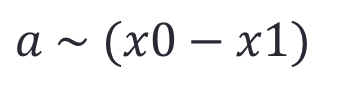 a ~ (x0 − x1)